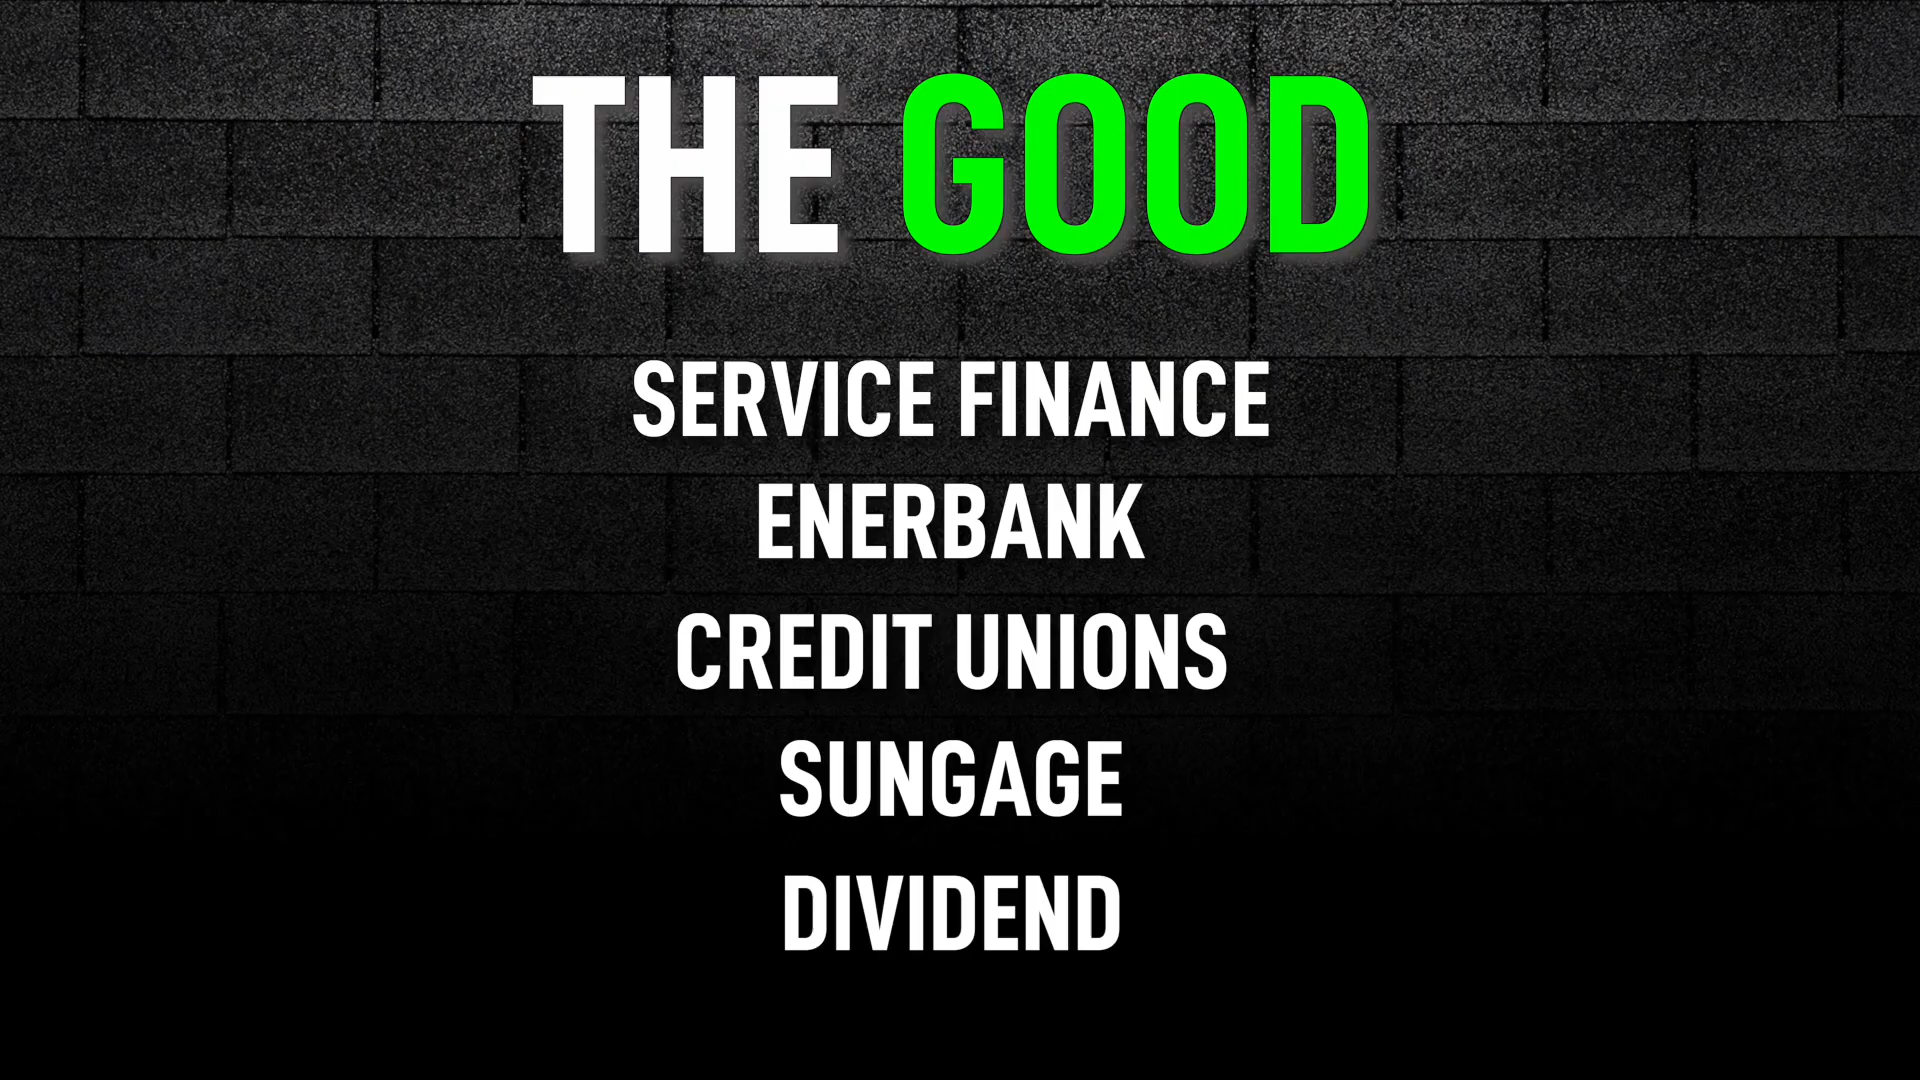 THE GOOD
SERVICE FINANCE
ENERBANK
CREDIT UNIONS
SUNGAGE
DIVIDEND